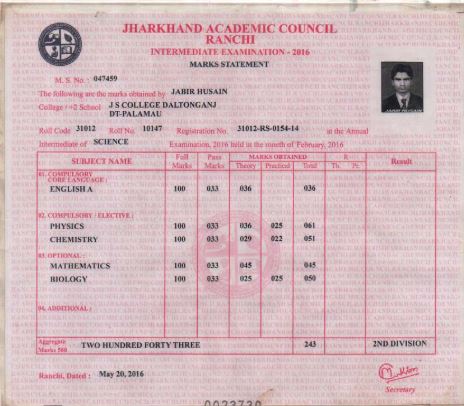 JHARKHAND ACADEMIC COUNCIL
RANCHI
INTERMEDIATE EXAMINATION - 2016
MARKS STATEMENT
M. S. No. : 047459
The following are the marks obtained by JABIR HUSAIN
College / +2 School J S COLLEGE DALTONGANJ
DT-PALAMAU
JABIR HUSAIN
Roll Code 31012 Roll No. 10147 Registration No. 31012-RS-0154-14 at the Annual
Intermediate of SCIENCE Examination, 2016 held in the month of February, 2016
SUBJECT NAME Full Marks Pass Marks MARKS OBTAINED R Result
Theory Practical Total Th. Pr.
01. COMPULSORY
CORE LANGUAGE :
ENGLISH A 100 033 036 036
02. COMPULSORY / ELECTIVE :
PHYSICS 100 033 036 025 061
CHEMISTRY 100 033 029 022 051
03. OPTIONAL :
MATHEMATICS 100 033 045 045
BIOLOGY 100 033 025 025 050
04. ADDITIONAL :
Aggregate
Marks 500 TWO HUNDRED FORTY THREE 243 2ND DIVISION
Ranchi, Dated : May 20, 2016
Secretary